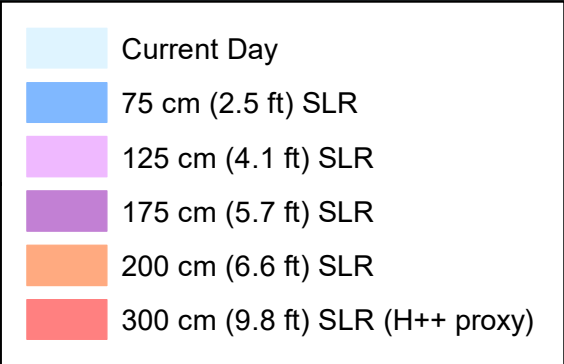 Current Day
75 cm (2.5 ft) SLR
125 cm (4.1 ft) SLR
175 cm (5.7 ft) SLR
200 cm (6.6 ft) SLR
300 cm (9.8 ft) SLR (H++ proxy)